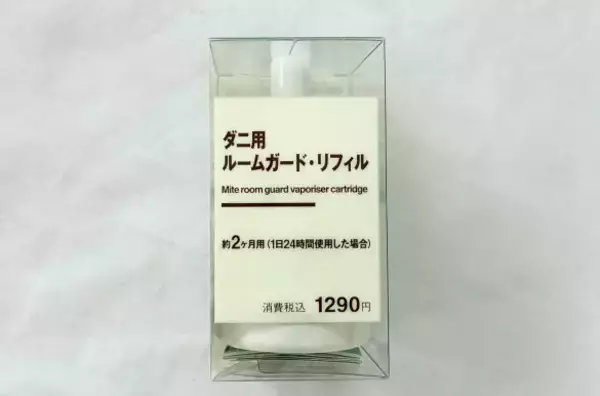 ダニ用
ルームガード・リフィル
Mite room guard vaporiser cartridge
約2ヶ月用（1日24時間使用した場合）
消費税込 1290円